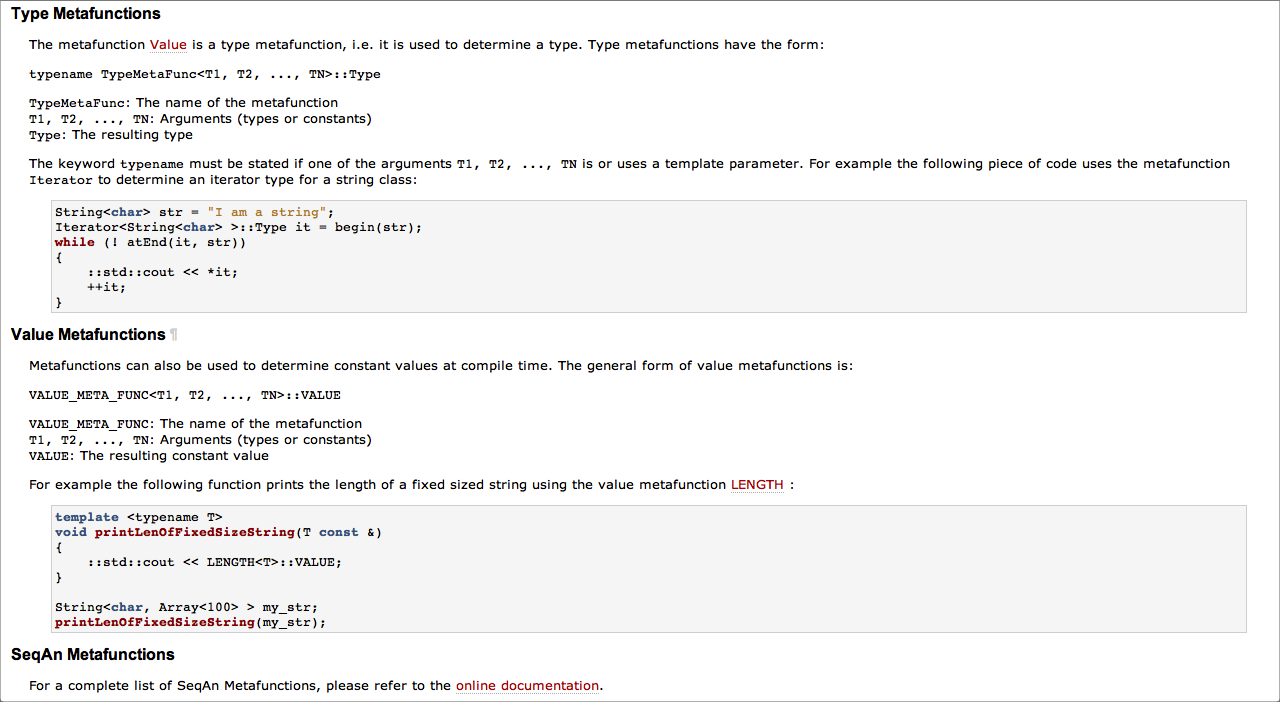 Type Metafunctions
The metafunction Value is a type metafunction, i.e. it is used to determine a type. Type metafunctions have the form:
typename TypeMetaFunc<T1, T2, ..., TN>::Type
TypeMetaFunc: The name of the metafunction
T1, T2, ..., TN: Arguments (types or constants)
Type: The resulting type
The keyword typename must be stated if one of the arguments T1, T2, ..., TN is or uses a template parameter. For example the following piece of code uses the metafunction
Iterator to determine an iterator type for a string class:
String<char> str = "I am a string";
Iterator<String<char> >::Type it = begin(str);
while (! atEnd(it, str))
{
    ::std::cout << *it;
    ++it;
}
Value Metafunctions ¶
Metafunctions can also be used to determine constant values at compile time. The general form of value metafunctions is:
VALUE_META_FUNC<T1, T2, ..., TN>::VALUE
VALUE_META_FUNC: The name of the metafunction
T1, T2, ..., TN: Arguments (types or constants)
VALUE: The resulting constant value
For example the following function prints the length of a fixed sized string using the value metafunction LENGTH :
template <typename T>
void printLenOfFixedSizeString(T const &)
{
    ::std::cout << LENGTH<T>::VALUE;
}
String<char, Array<100> > my_str;
printLenOfFixedSizeString(my_str);
SeqAn Metafunctions
For a complete list of SeqAn Metafunctions, please refer to the online documentation.